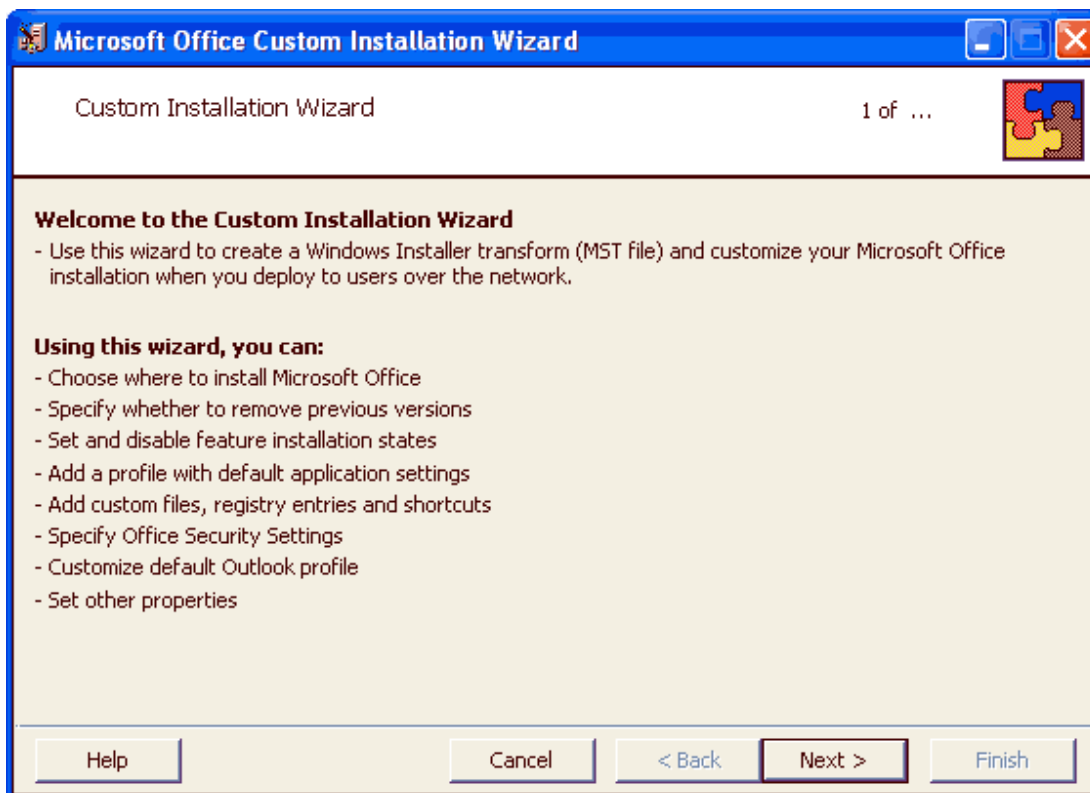 Microsoft Office Custom Installation Wizard
Custom Installation Wizard
1 of ...
Welcome to the Custom Installation Wizard
- Use this wizard to create a Windows Installer transform (MST file) and customize your Microsoft Office
installation when you deploy to users over the network.
Using this wizard, you can:
- Choose where to install Microsoft Office
- Specify whether to remove previous versions
- Set and disable feature installation states
- Add a profile with default application settings
- Add custom files, registry entries and shortcuts
- Specify Office Security Settings
- Customize default Outlook profile
- Set other properties
Help
Cancel
< Back
Next >
Finish